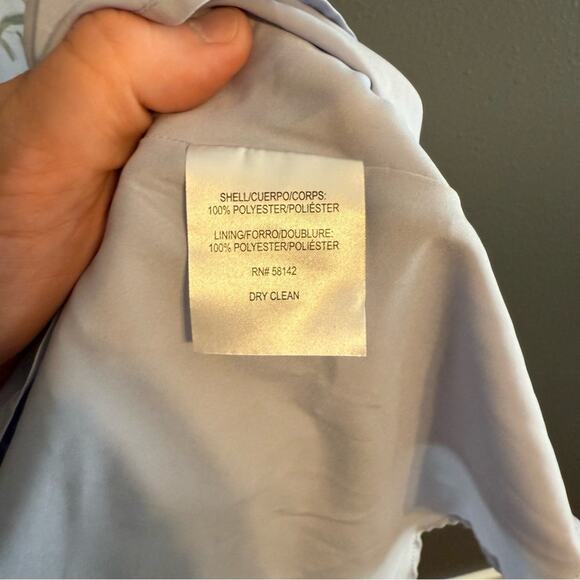 SHELL/CUERPO/CORPS:
100% POLYESTER/POLIÉSTER
LINING/FORRO/DOUBLURE:
100% POLYESTER/POLIÉSTER
RN# 58142
DRY CLEAN